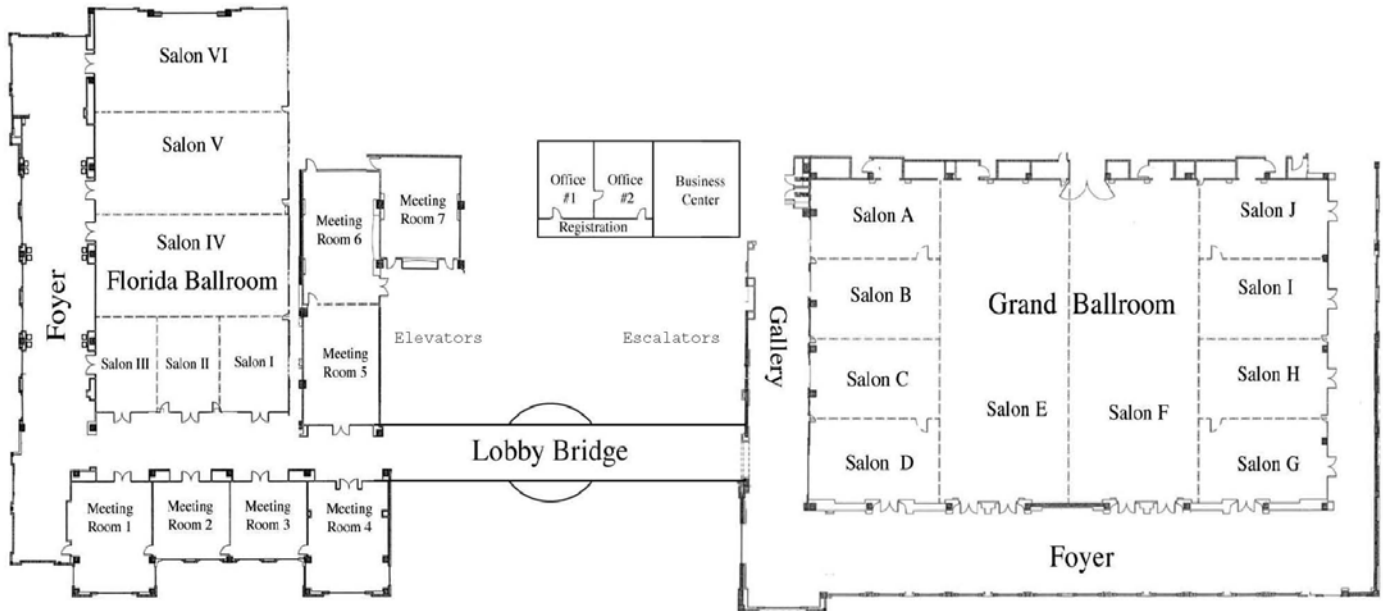 Salon VI
Salon V
Salon IV
Florida Ballroom
Foyer
Salon III
Salon II
Salon I
Meeting
Room 6
Meeting
Room 7
Meeting
Room 5
Elevators
Escalators
Office
#1
Office
#2
Business
Center
Registration
Lobby Bridge
Meeting
Room 1
Meeting
Room 2
Meeting
Room 3
Meeting
Room 4
Gallery
Salon A
Salon B
Salon C
Salon D
Grand Ballroom
Salon E
Salon F
Salon J
Salon I
Salon H
Salon G
Foyer